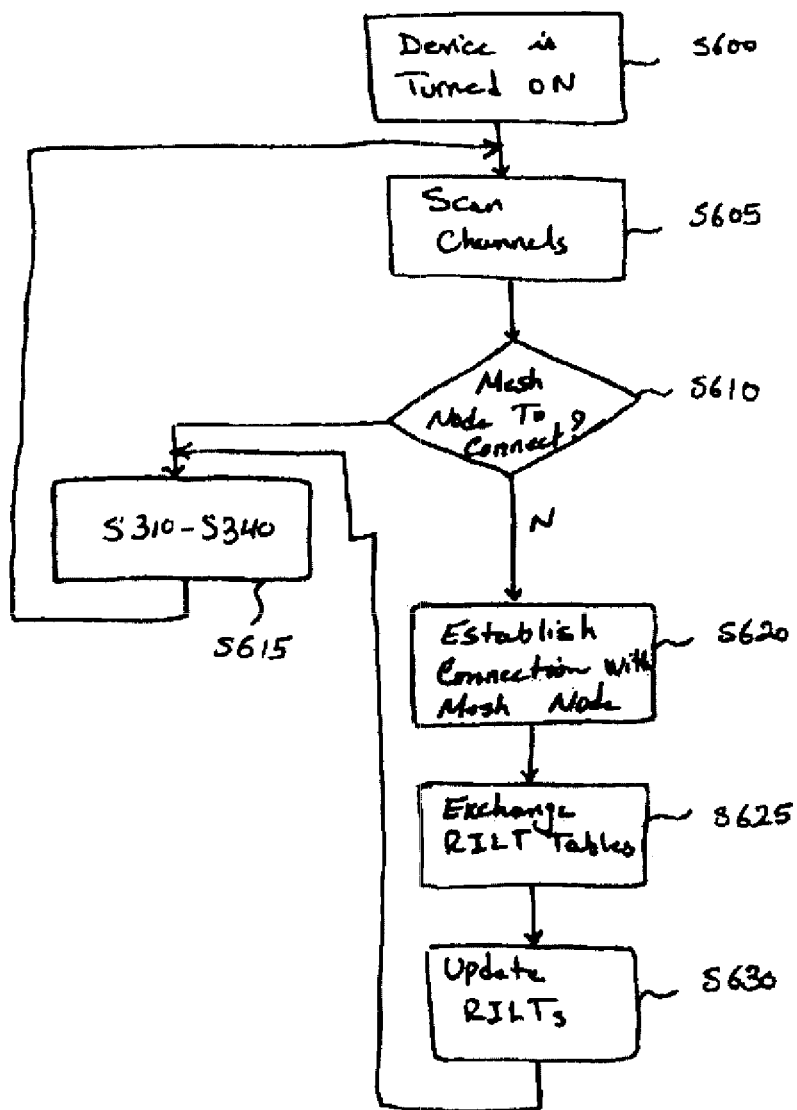 Device is
Turned ON
S600
Scan
Channels
S605
Mesh
Node To
Connect?
S610
S310-S340
S615
N
Establish
Connection with
Mesh Node
S620
Exchange
RILT Tables
S625
Update
RILTs
S630